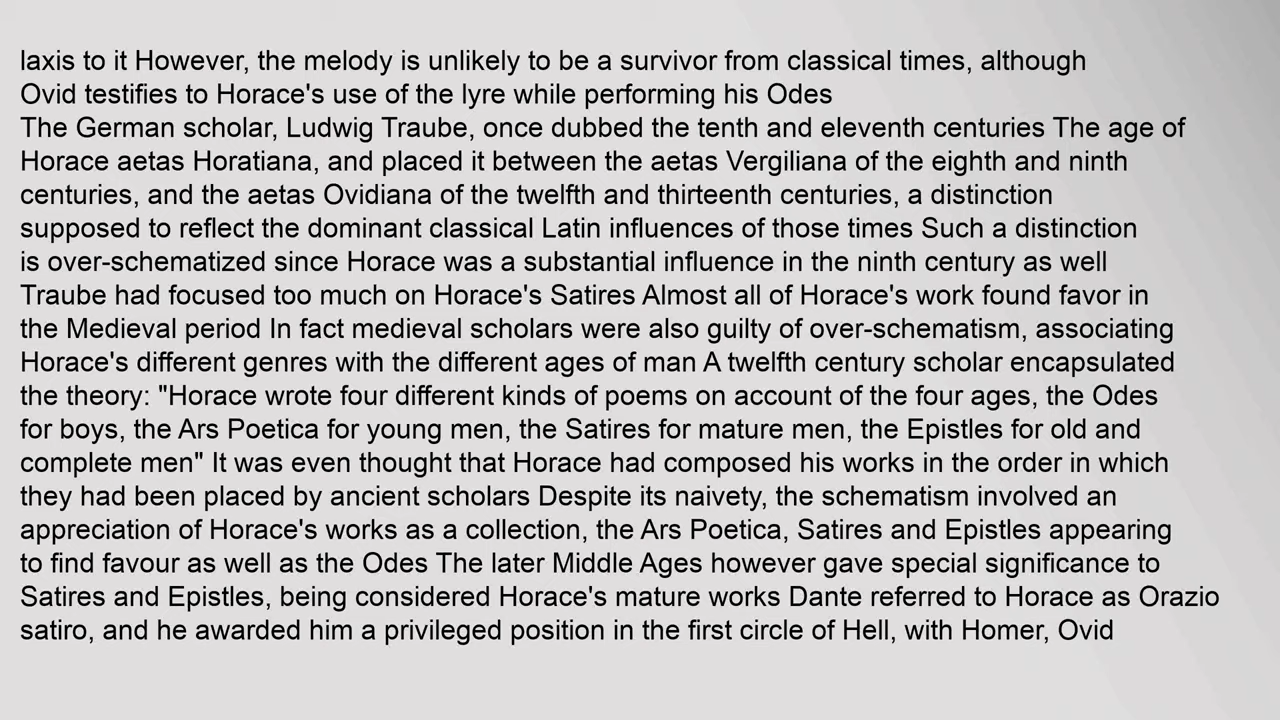 laxis to it However, the melody is unlikely to be a survivor from classical times, although
Ovid testifies to Horace's use of the lyre while performing his Odes
The German scholar, Ludwig Traube, once dubbed the tenth and eleventh centuries The age of
Horace aetas Horatiana, and placed it between the aetas Vergiliana of the eighth and ninth
centuries, and the aetas Ovidiana of the twelfth and thirteenth centuries, a distinction
supposed to reflect the dominant classical Latin influences of those times Such a distinction
is over-schematized since Horace was a substantial influence in the ninth century as well
Traube had focused too much on Horace's Satires Almost all of Horace's work found favor in
the Medieval period In fact medieval scholars were also guilty of over-schematism, associating
Horace's different genres with the different ages of man A twelfth century scholar encapsulated
the theory: "Horace wrote four different kinds of poems on account of the four ages, the Odes
for boys, the Ars Poetica for young men, the Satires for mature men, the Epistles for old and
complete men" It was even thought that Horace had composed his works in the order in which
they had been placed by ancient scholars Despite its naivety, the schematism involved an
appreciation of Horace's works as a collection, the Ars Poetica, Satires and Epistles appearing
to find favour as well as the Odes The later Middle Ages however gave special significance to
Satires and Epistles, being considered Horace's mature works Dante referred to Horace as Orazio
satiro, and he awarded him a privileged position in the first circle of Hell, with Homer, Ovid